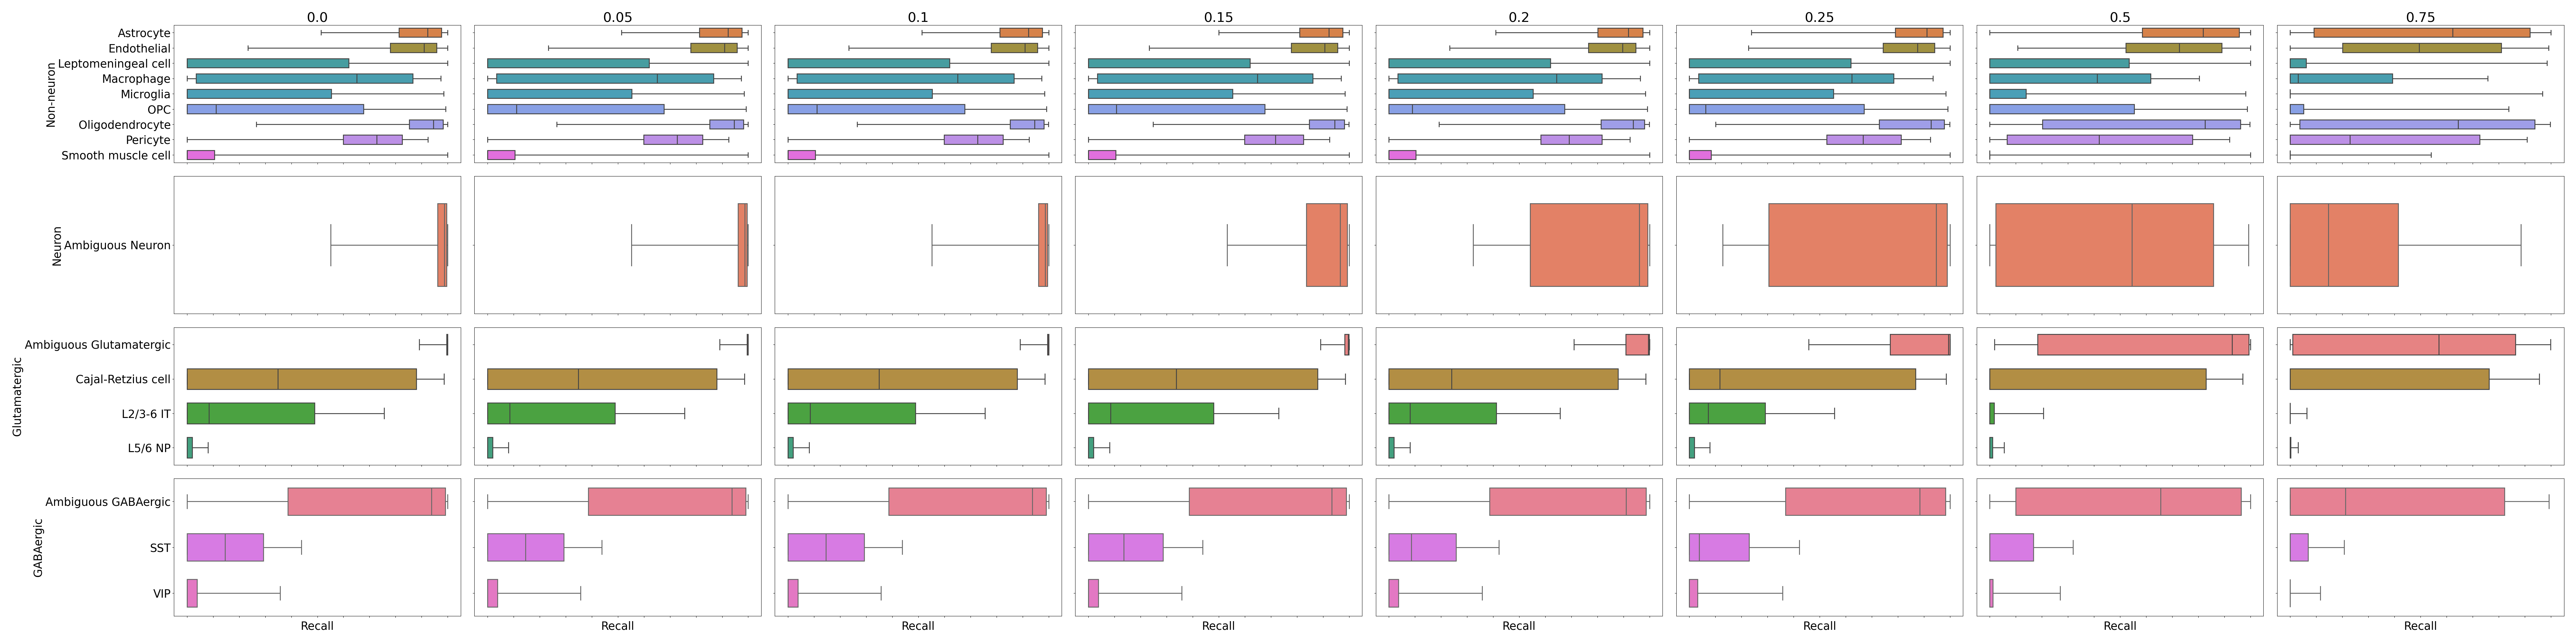 0.0 0.05 0.1 0.15 0.2 0.25 0.5 0.75
Non-neuron
Astrocyte
Endothelial
Leptomeningeal cell
Macrophage
Microglia
OPC
Oligodendrocyte
Pericyte
Smooth muscle cell
Neuron
Ambiguous Neuron
Glutamatergic
Ambiguous Glutamatergic
Cajal-Retzius cell
L2/3-6 IT
L5/6 NP
GABAergic
Ambiguous GABAergic
SST
VIP
Recall Recall Recall Recall Recall Recall Recall Recall